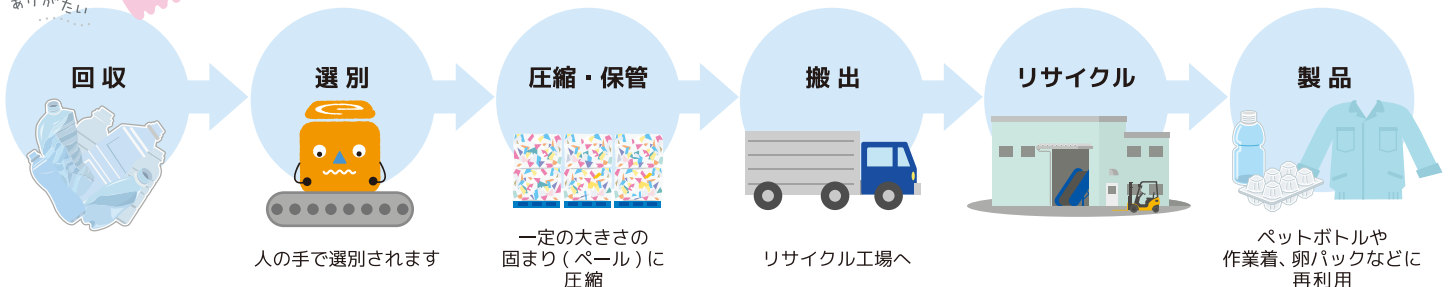 ありがたい
回収
選別
圧縮・保管
搬出
リサイクル
製品
人の手で選別されます
一定の大きさの
固まり(ペール)に
圧縮
リサイクル工場へ
ペットボトルや
作業着、卵パックなどに
再利用